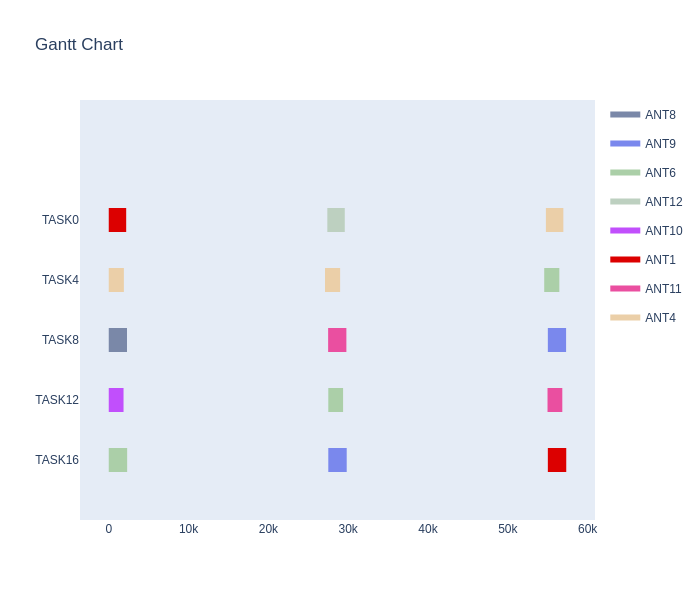 Gantt Chart
ANT8
ANT9
ANT6
ANT12
ANT10
ANT1
ANT11
ANT4
TASK0
TASK4
TASK8
TASK12
TASK16
0 10k 20k 30k 40k 50k 60k